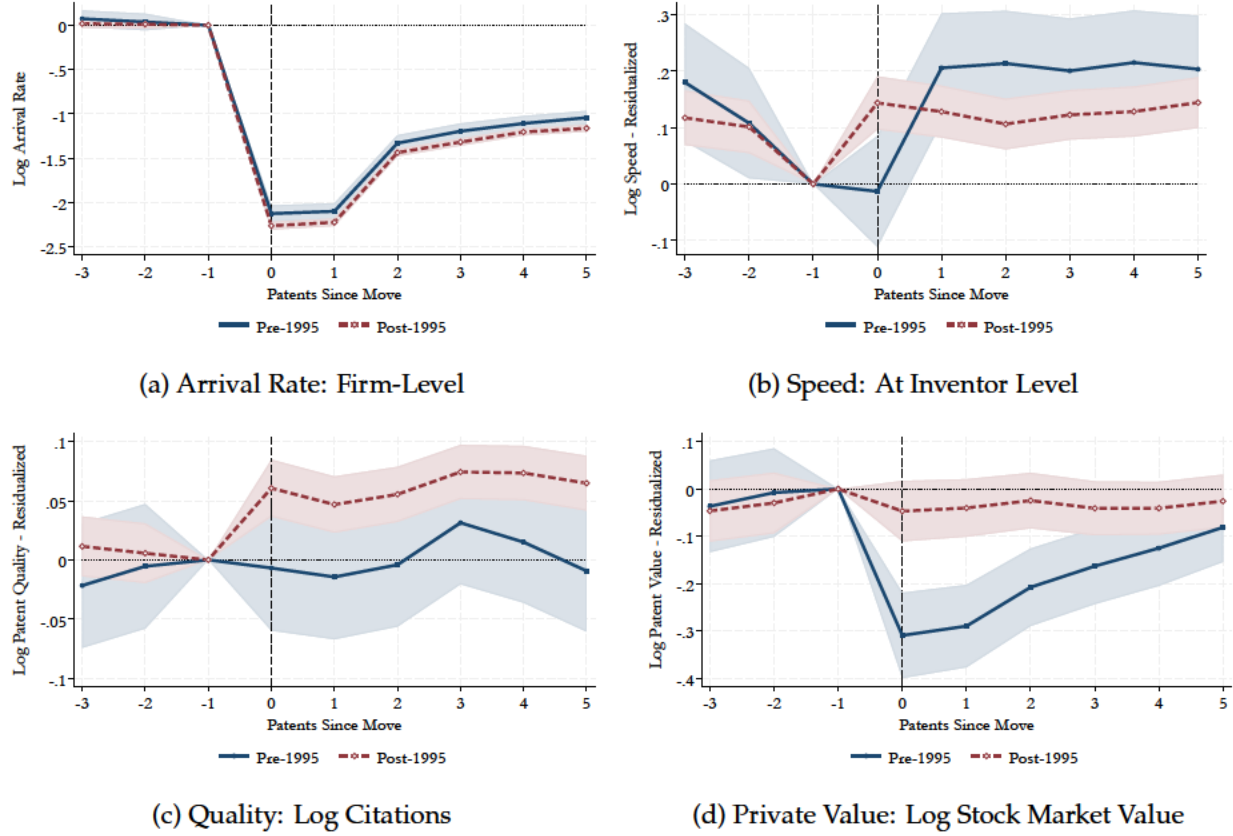 0
-.5
-1
-1.5
-2
-2.5
Log Arrival Rate
-3 -2 -1 0 1 2 3 4 5
Patents Since Move
Pre-1995 Post-1995
(a) Arrival Rate: Firm-Level
.3
.2
.1
0
-.1
Log Speed - Residualized
-3 -2 -1 0 1 2 3 4 5
Patents Since Move
Pre-1995 Post-1995
(b) Speed: At Inventor Level
.1
.05
0
-.05
-.1
Log Patent Quality - Residualized
-3 -2 -1 0 1 2 3 4 5
Patents Since Move
Pre-1995 Post-1995
(c) Quality: Log Citations
.1
0
-.1
-.2
-.3
-.4
Log Patent Value - Residualized
-3 -2 -1 0 1 2 3 4 5
Patents Since Move
Pre-1995 Post-1995
(d) Private Value: Log Stock Market Value